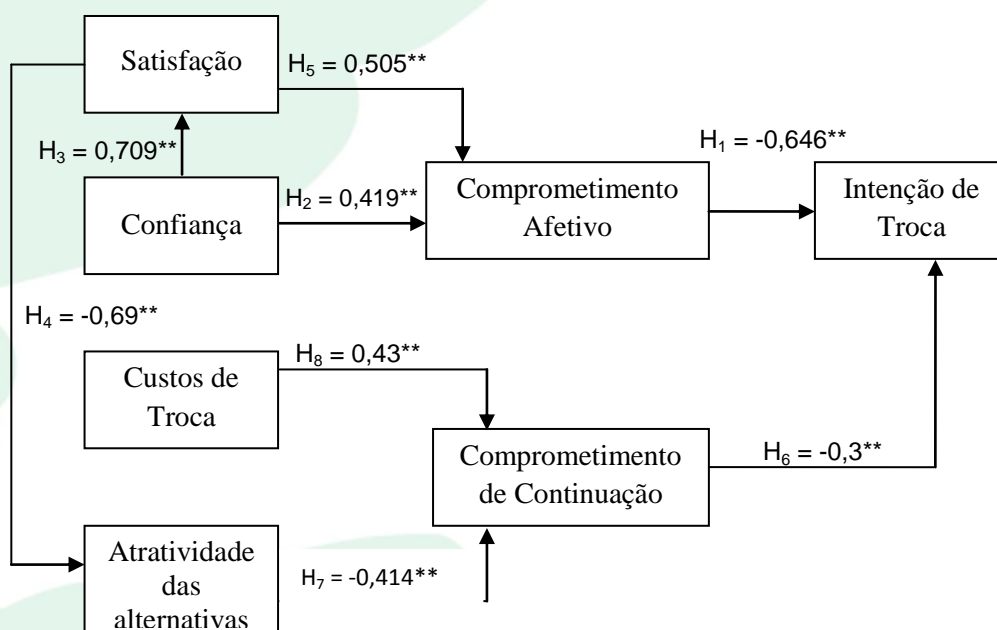 Satisfação
H₅ = 0,505**
H₃ = 0,709**
H₁ = -0,646**
Confiança
H₂ = 0,419**
Comprometimento
Afetivo
Intenção de
Troca
H₄ = -0,69**
Custos de
Troca
H₈ = 0,43**
Comprometimento
de Continuação
H₆ = -0,3**
Atratividade
das
alternativas
H₇ = -0,414**